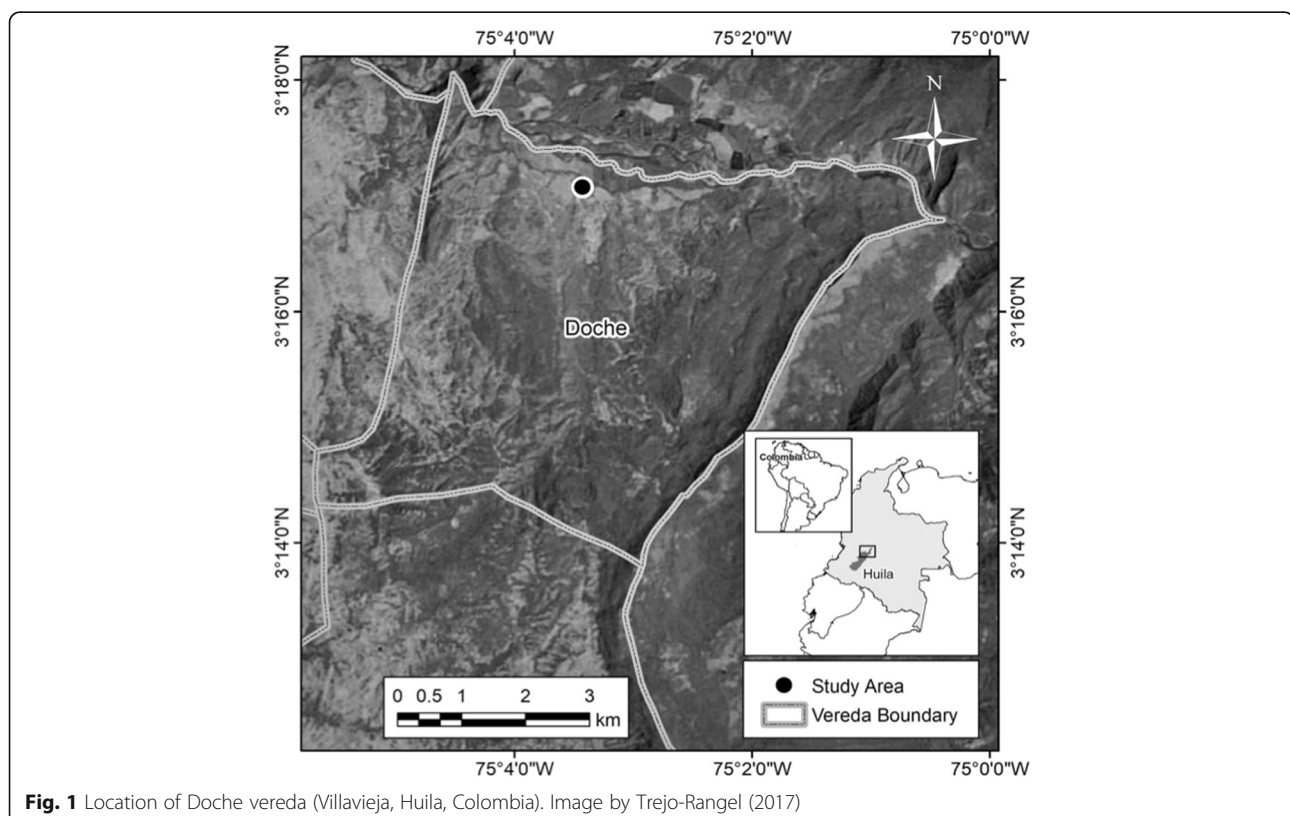 75°4'0"W 75°2'0"W 75°0'0"W
3°18'0"N 3°18'0"N
N
3°16'0"N 3°16'0"N
Doche
Colombia
3°14'0"N 3°14'0"N
Huila
0 0.5 1 2 3
km
Study Area
Vereda Boundary
75°4'0"W 75°2'0"W 75°0'0"W
Fig. 1 Location of Doche vereda (Villavieja, Huila, Colombia). Image by Trejo-Rangel (2017)